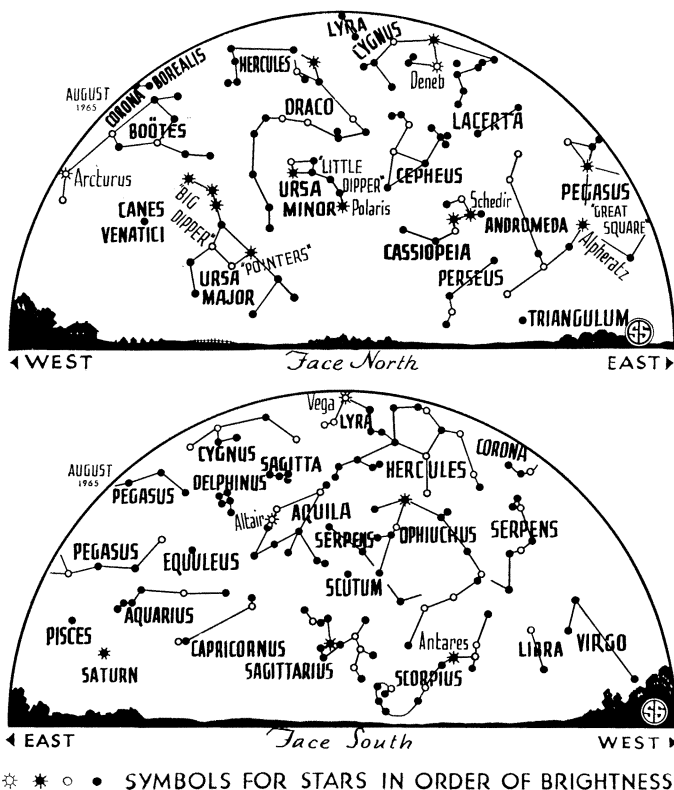 LYRA
CYGNUS
HERCULES
Deneb
AUGUST
1965
CORONA BOREALIS
DRACO
LACERTA
BOÖTES
"LITTLE
DIPPER"
CEPHEUS
Arcturus
URSA
MINOR
Polaris
PEGASUS
"GREAT
SQUARE"
"BIG
DIPPER"
Schedir
CANES
VENATICI
ANDROMEDA
Alpheratz
CASSIOPEIA
"POINTERS"
URSA
MAJOR
PERSEUS
TRIANGULUM
SS
WEST
Face North
EAST
Vega
LYRA
CYGNUS
CORONA
AUGUST
1965
SAGITTA
HERCULES
PEGASUS
DELPHINUS
Altair
AQUILA
SERPENS
OPHIUCHUS
SERPENS
PEGASUS
EQUULEUS
SCUTUM
AQUARIUS
PISCES
CAPRICORNUS
Antares
LIBRA
VIRGO
SATURN
SAGITTARIUS
SCORPIUS
SS
EAST
Face South
WEST
SYMBOLS FOR STARS IN ORDER OF BRIGHTNESS